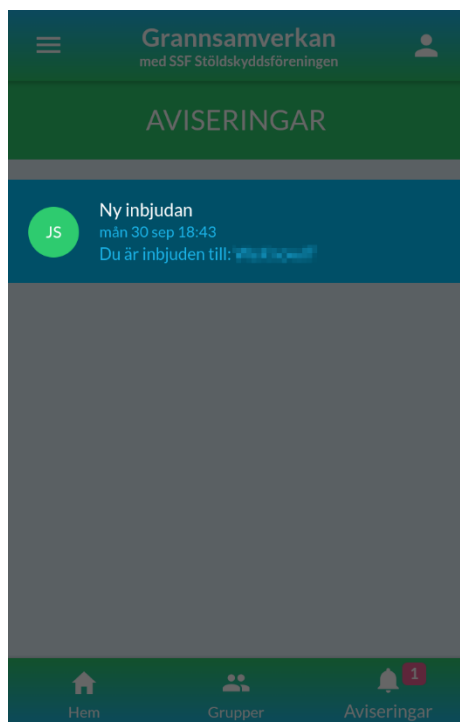 Grannsamverkan
med SSF Stöldskyddsföreningen
AVISERINGAR
JS
Ny inbjudan
mån 30 sep 18:43
Du är inbjuden till:
1
Hem
Grupper
Aviseringar